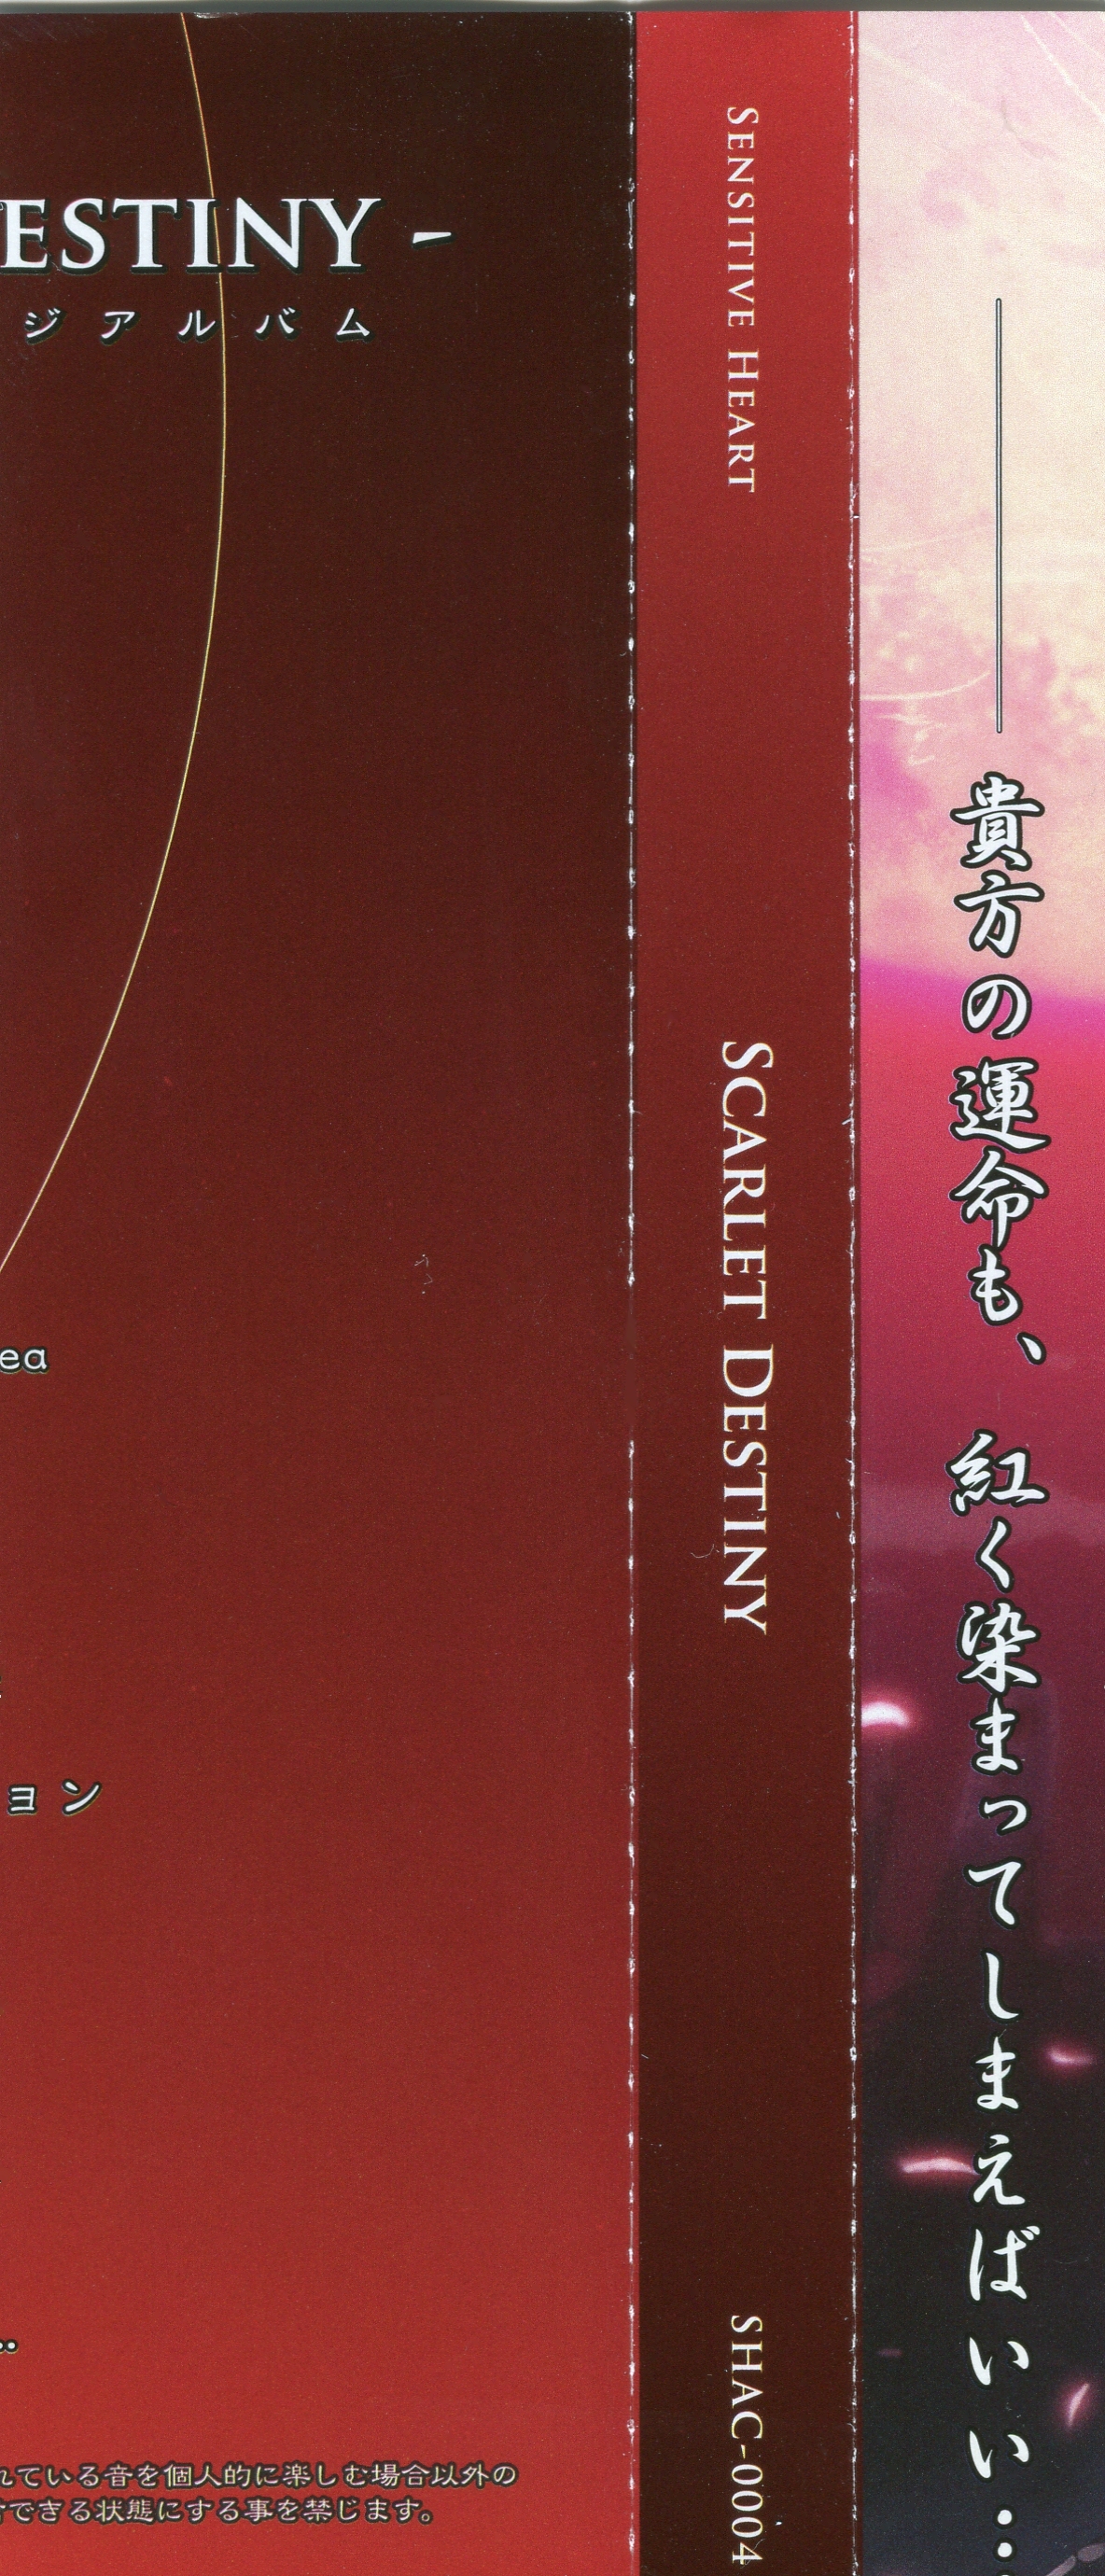 ESTINY -
ジアルバム
ea
ョン
…
れている音を個人的に楽しむ場合以外の
できる状態にする事を禁じます。
SENSITIVE HEART
SCARLET DESTINY
SHAC-0004
貴方の運命も、紅く染まってしまえばいい…